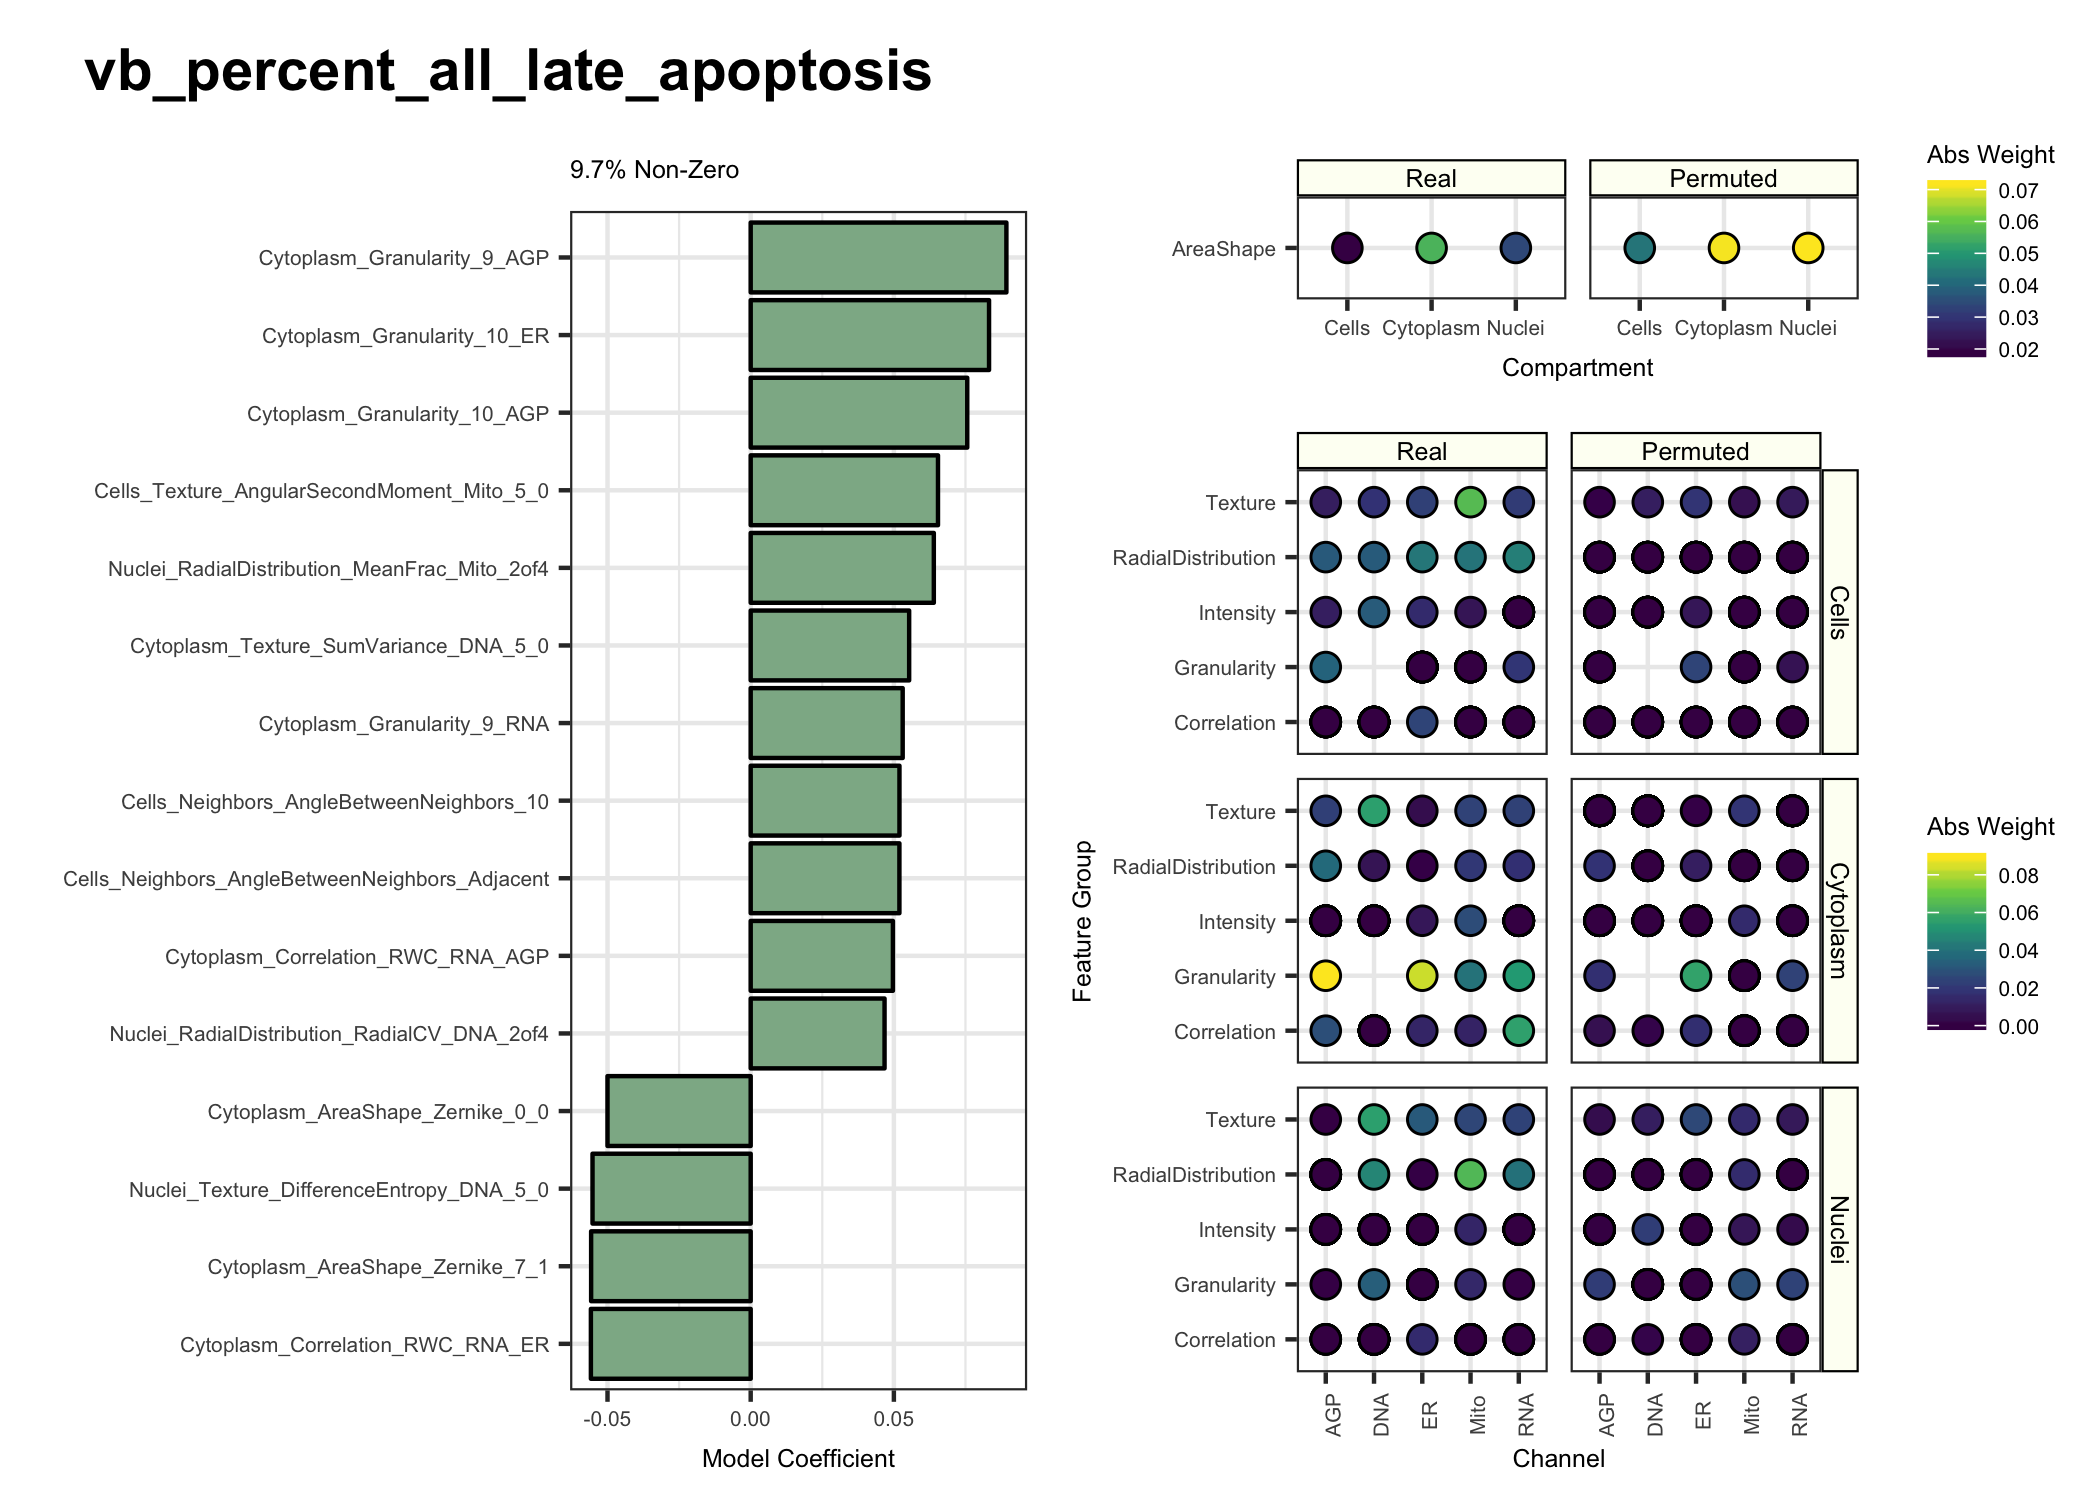 vb_percent_all_late_apoptosis
9.7% Non-Zero
Cytoplasm_Granularity_9_AGP
Cytoplasm_Granularity_10_ER
Cytoplasm_Granularity_10_AGP
Cells_Texture_AngularSecondMoment_Mito_5_0
Nuclei_RadialDistribution_MeanFrac_Mito_2of4
Cytoplasm_Texture_SumVariance_DNA_5_0
Cytoplasm_Granularity_9_RNA
Cells_Neighbors_AngleBetweenNeighbors_10
Cells_Neighbors_AngleBetweenNeighbors_Adjacent
Cytoplasm_Correlation_RWC_RNA_AGP
Nuclei_RadialDistribution_RadialCV_DNA_2of4
Cytoplasm_AreaShape_Zernike_0_0
Nuclei_Texture_DifferenceEntropy_DNA_5_0
Cytoplasm_AreaShape_Zernike_7_1
Cytoplasm_Correlation_RWC_RNA_ER
-0.05 0.00 0.05
Model Coefficient
Real Permuted
AreaShape
Cells Cytoplasm Nuclei Cells Cytoplasm Nuclei
Compartment
Abs Weight
0.07
0.06
0.05
0.04
0.03
0.02
Real Permuted
Feature Group
Texture
RadialDistribution
Intensity
Granularity
Correlation
Cells
Texture
RadialDistribution
Intensity
Granularity
Correlation
Cytoplasm
Texture
RadialDistribution
Intensity
Granularity
Correlation
Nuclei
AGP DNA ER Mito RNA AGP DNA ER Mito RNA
Channel
Abs Weight
0.08
0.06
0.04
0.02
0.00